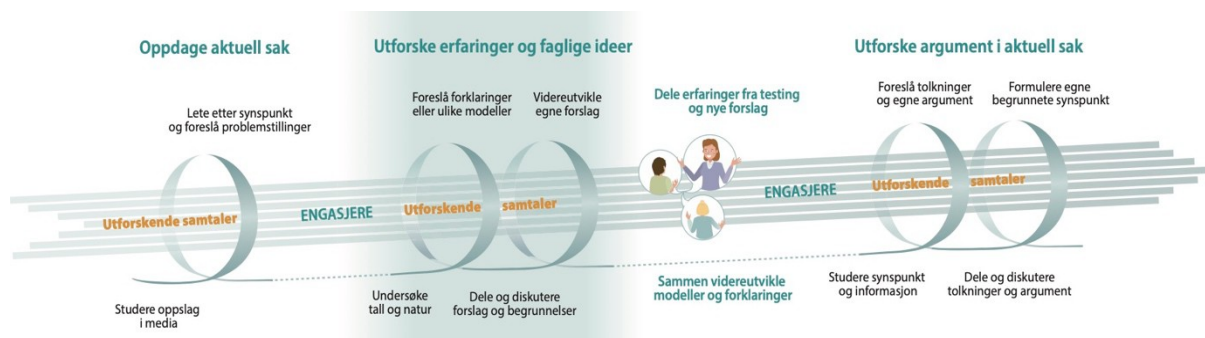 Oppdage aktuell sak
Utforske erfaringer og faglige ideer
Utforske argument i aktuell sak
Lete etter synspunkt
og foreslå problemstillinger
Foreslå forklaringer
eller ulike modeller
Videreutvikle
egne forslag
Dele erfaringer fra testing
og nye forslag
Foreslå tolkninger
og egne argument
Formulere egne
begrunnete synspunkt
Utforskende samtaler
ENGASJERE
Utforskende samtaler
ENGASJERE
Utforskende samtaler
Studere oppslag
i media
Undersøke
tall og natur
Dele og diskutere
forslag og begrunnelser
Sammen videreutvikle
modeller og forklaringer
Studere synspunkt
og informasjon
Dele og diskutere
tolkninger og argument